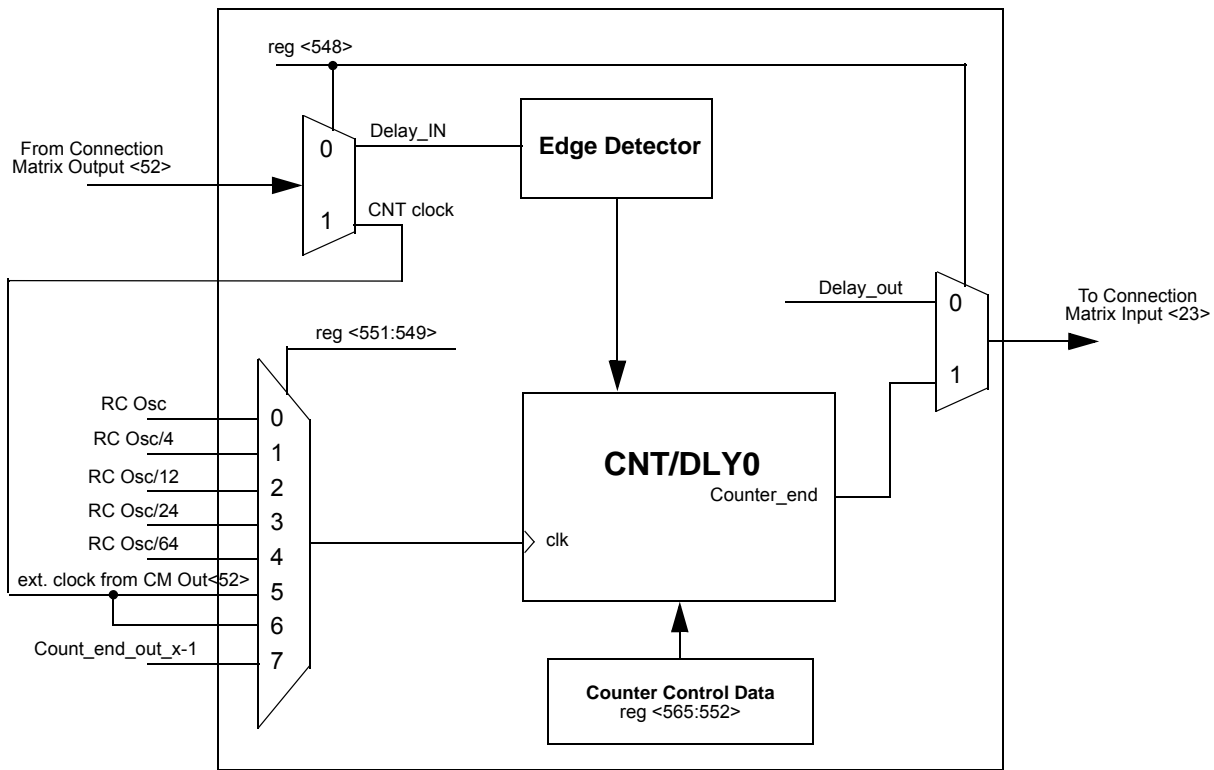 reg <548>
From Connection
Matrix Output <52>
0
1
Delay_IN
CNT clock
Edge Detector
Delay_out
0
1
To Connection
Matrix Input <23>
reg <551:549>
RC Osc
RC Osc/4
RC Osc/12
RC Osc/24
RC Osc/64
ext. clock from CM Out<52>
Count_end_out_x-1
0
1
2
3
4
5
6
7
CNT/DLY0
Counter_end
clk
Counter Control Data
reg <565:552>